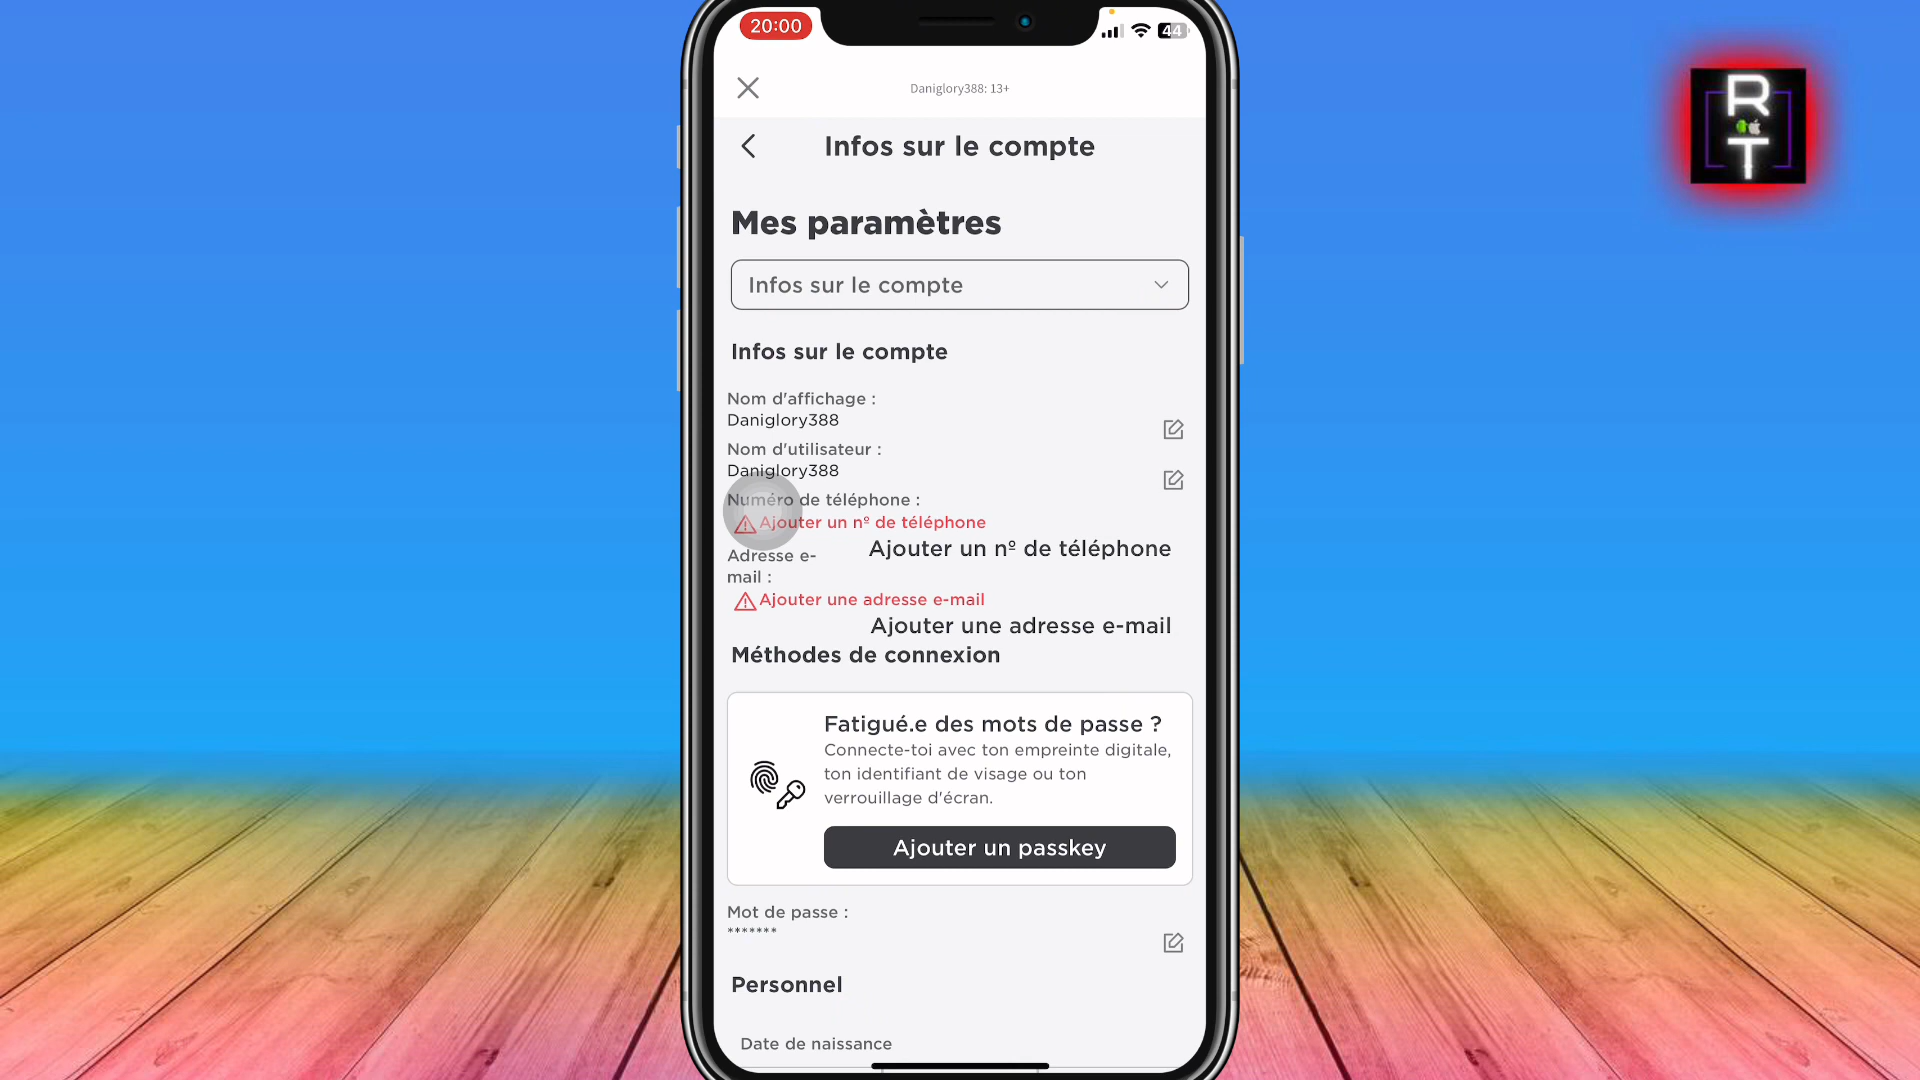 20:00
44
Daniglory388: 13+
Infos sur le compte
Mes paramètres
Infos sur le compte
Infos sur le compte
Nom d'affichage :
Daniglory388
Nom d'utilisateur :
Daniglory388
Numéro de téléphone :
Ajouter un nº de téléphone
Ajouter un nº de téléphone
Adresse e-
mail :
Ajouter une adresse e-mail
Ajouter une adresse e-mail
Méthodes de connexion
Fatigué.e des mots de passe ?
Connecte-toi avec ton empreinte digitale,
ton identifiant de visage ou ton
verrouillage d'écran.
Ajouter un passkey
Mot de passe :
*******
Personnel
Date de naissance
R
T